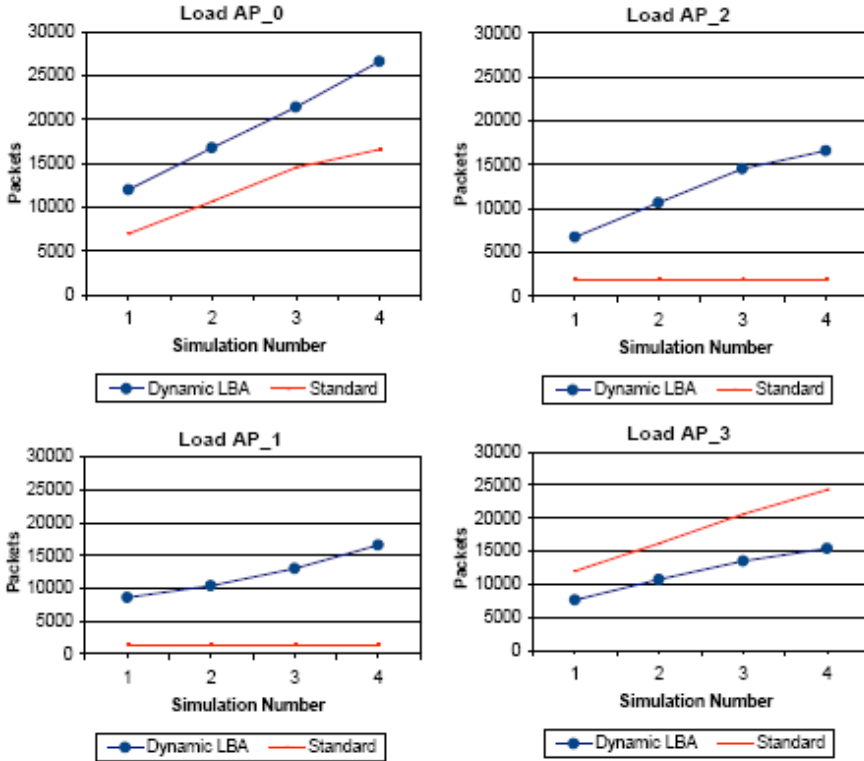 Load AP_0
30000
25000
20000
15000
10000
5000
0
Packets
1 2 3 4
Simulation Number
Dynamic LBA Standard
Load AP_2
30000
25000
20000
15000
10000
5000
0
Packets
1 2 3 4
Simulation Number
Dynamic LBA Standard
Load AP_1
30000
25000
20000
15000
10000
5000
0
Packets
1 2 3 4
Simulation Number
Dynamic LBA Standard
Load AP_3
30000
25000
20000
15000
10000
5000
0
Packets
1 2 3 4
Simulation Number
Dynamic LBA Standard